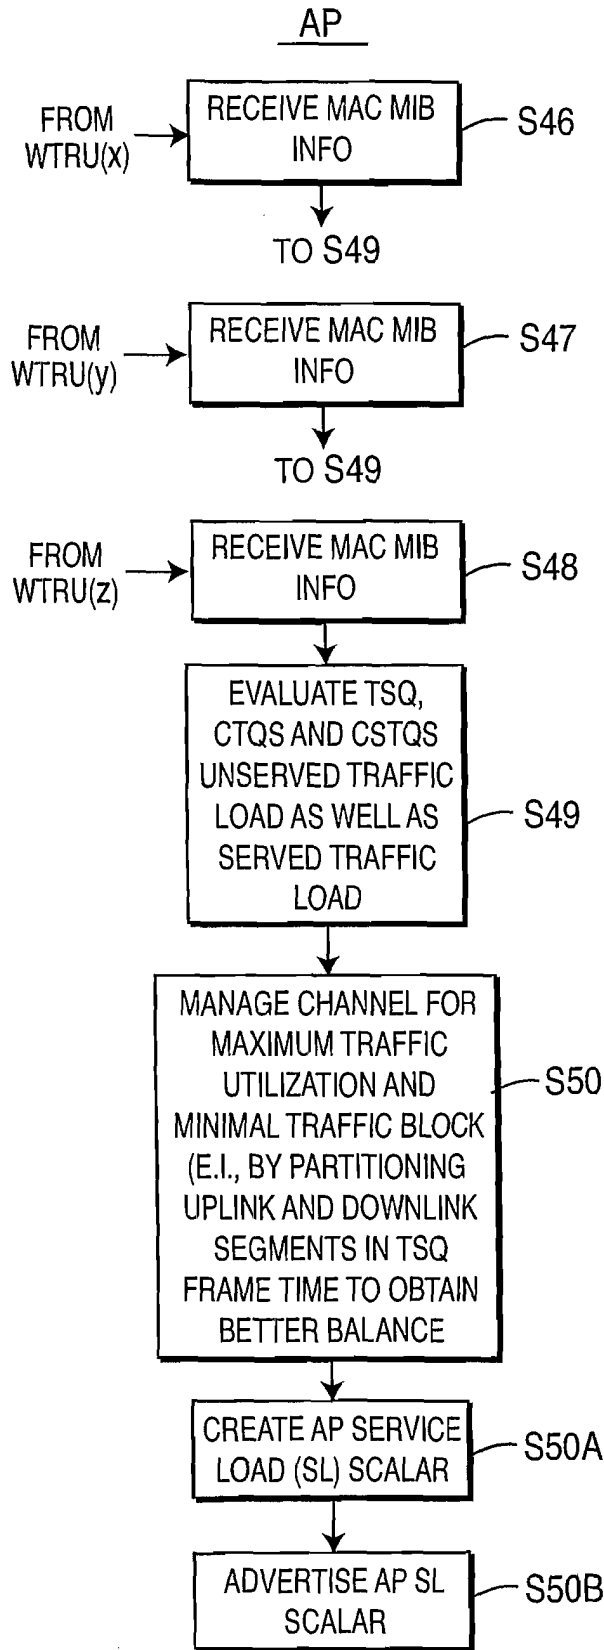 AP
FROM
WTRU(x)
RECEIVE MAC MIB
INFO
S46
TO S49
FROM
WTRU(y)
RECEIVE MAC MIB
INFO
S47
TO S49
FROM
WTRU(z)
RECEIVE MAC MIB
INFO
S48
EVALUATE TSQ,
CTQS AND CSTQS
UNSERVED TRAFFIC
LOAD AS WELL AS
SERVED TRAFFIC
LOAD
S49
MANAGE CHANNEL FOR
MAXIMUM TRAFFIC
UTILIZATION AND
MINIMAL TRAFFIC BLOCK
(E.I., BY PARTITIONING
UPLINK AND DOWNLINK
SEGMENTS IN TSQ
FRAME TIME TO OBTAIN
BETTER BALANCE
S50
CREATE AP SERVICE
LOAD (SL) SCALAR
S50A
ADVERTISE AP SL
SCALAR
S50B